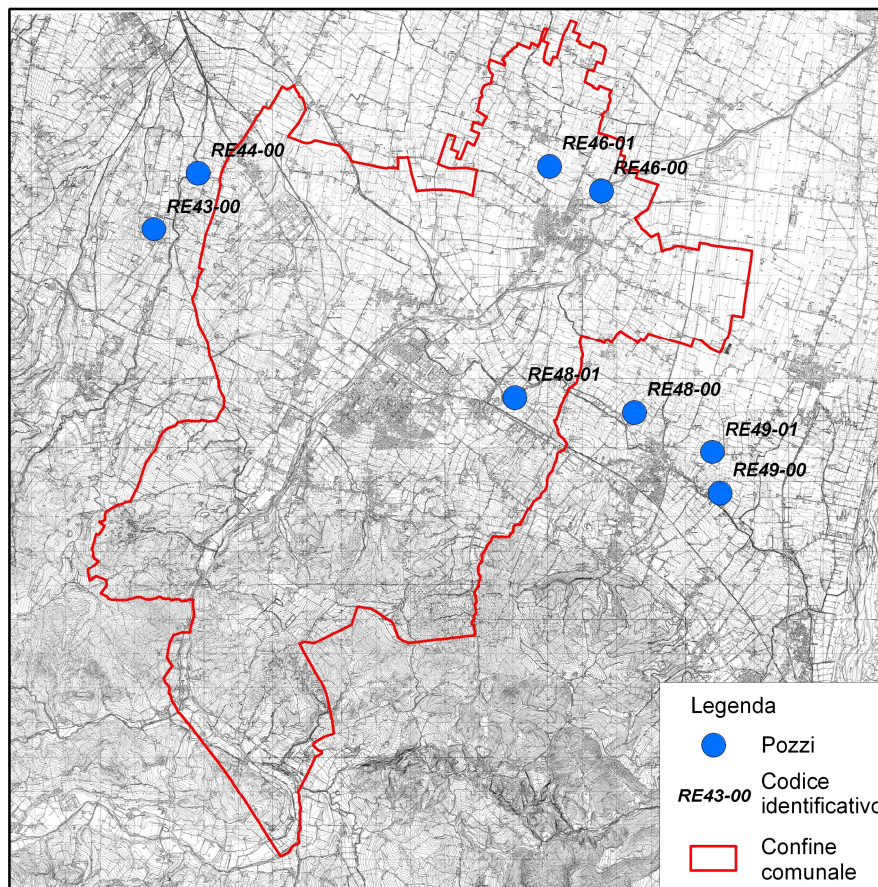 RE46-01
RE44-00
RE46-00
RE43-00
RE48-01
RE48-00
RE49-01
RE49-00
Legenda
Pozzi
RE43-00
Codice
identificativo
Confine
comunale